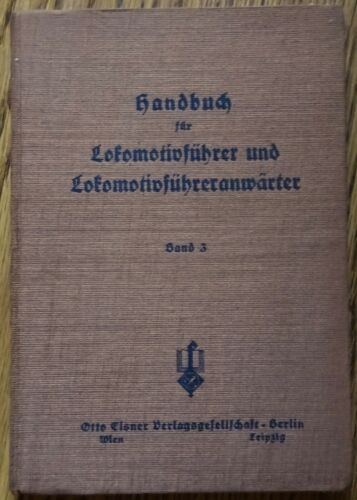 Handbuch
für
Lokomotivführer und
Lokomotivführeranwärter
Band 3
Otto Elsner Verlagsgesellschaft - Berlin
Wien Leipzig